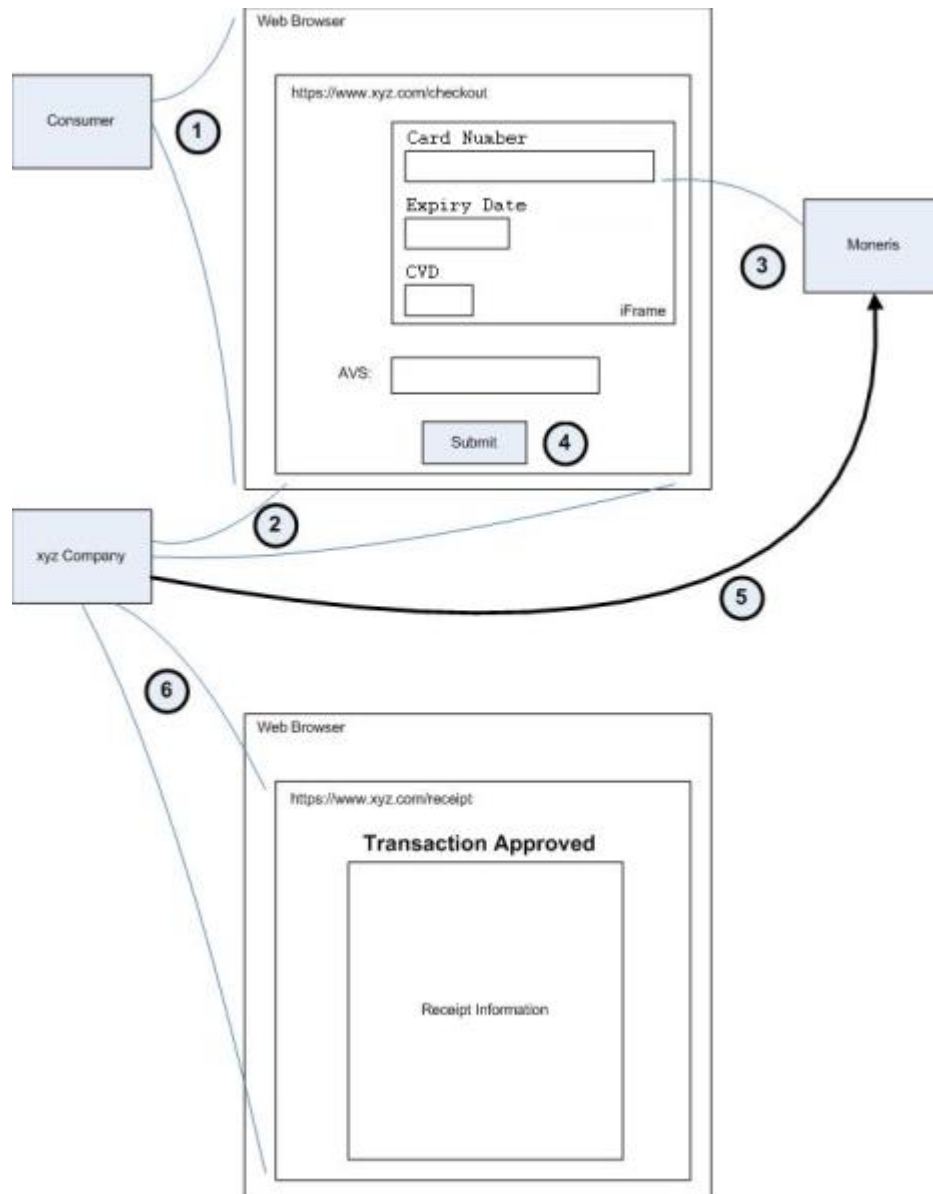 Web Browser
https://www.xyz.com/checkout
Consumer
1
Card Number
Expiry Date
CVD
iFrame
3
Moneris
AVS:
Submit
4
2
xyz Company
5
6
Web Browser
https://www.xyz.com/receipt
Transaction Approved
Receipt Information